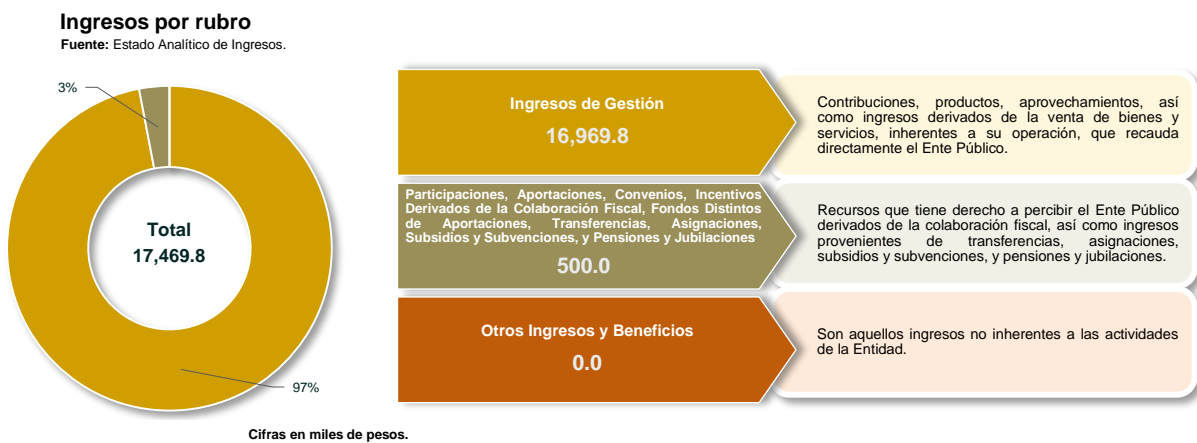 Ingresos por rubro
Fuente: Estado Analítico de Ingresos.
3%
Total
17,469.8
97%
Ingresos de Gestión
16,969.8
Contribuciones, productos, aprovechamientos, así
como ingresos derivados de la venta de bienes y
servicios, inherentes a su operación, que recauda
directamente el Ente Público.
Participaciones, Aportaciones, Convenios, Incentivos
Derivados de la Colaboración Fiscal, Fondos Distintos
de Aportaciones, Transferencias, Asignaciones,
Subsidios y Subvenciones, y Pensiones y Jubilaciones
500.0
Recursos que tiene derecho a percibir el Ente Público
derivados de la colaboración fiscal, así como ingresos
provenientes de transferencias, asignaciones,
subsidios y subvenciones, y pensiones y jubilaciones.
Otros Ingresos y Beneficios
0.0
Son aquellos ingresos no inherentes a las actividades
de la Entidad.
Cifras en miles de pesos.